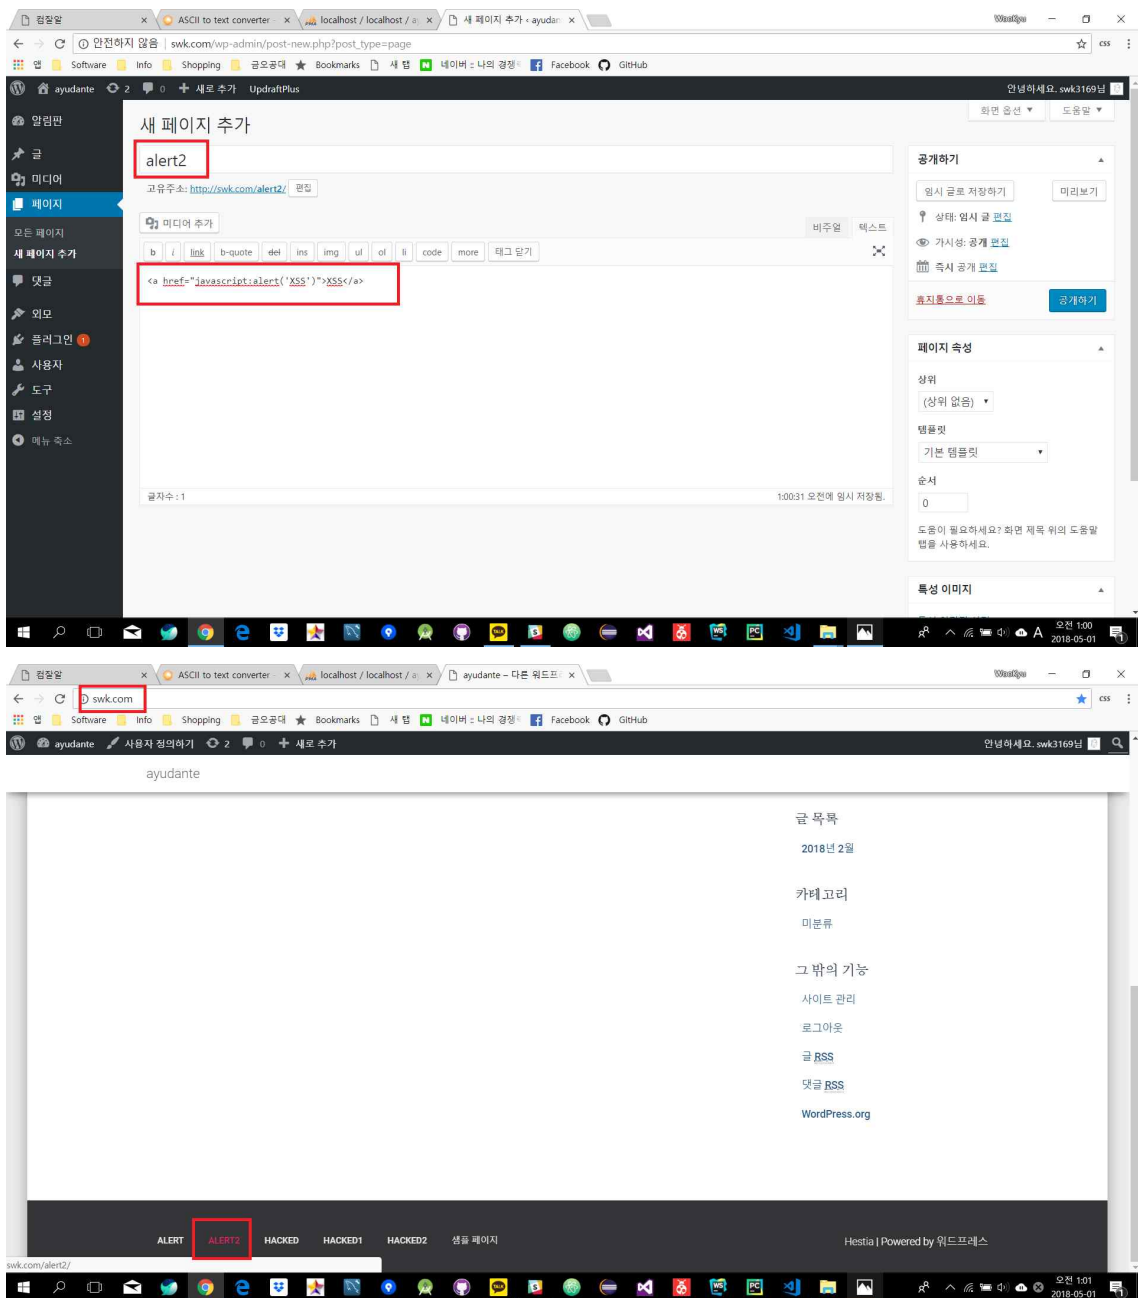 컴잘알
ASCII to text converter
localhost / localhost / a
새 페이지 추가 ‹ ayudan
WooKyu
안전하지 않음 | swk.com/wp-admin/post-new.php?post_type=page
css
앱 Software Info Shopping 금오공대 Bookmarks 새 탭 네이버 :: 나의 경쟁 Facebook GitHub
ayudante 2 0 새로 추가 UpdraftPlus
안녕하세요. swk3169님
알림판
글
미디어
페이지
모든 페이지
새 페이지 추가
댓글
외모
플러그인 1
사용자
도구
설정
메뉴 축소
화면 옵션 ▼
도움말 ▼
새 페이지 추가
alert2
고유주소: http://swk.com/alert2/ 편집
미디어 추가
비주얼
텍스트
b i link b-quote del ins img ul ol li code more 태그 닫기
<a href="javascript:alert('XSS')">XSS</a>
글자수 : 1
1:00:31 오전에 임시 저장됨.
공개하기
임시 글로 저장하기
미리보기
상태: 임시 글 편집
가시성: 공개 편집
즉시 공개 편집
휴지통으로 이동
공개하기
페이지 속성
상위
(상위 없음)
템플릿
기본 템플릿
순서
0
도움이 필요하세요? 화면 제목 위의 도움말
탭을 사용하세요.
특성 이미지
A
오전 1:00
2018-05-01
컴잘알
ASCII to text converter
localhost / localhost / a
ayudante – 다른 워드프
WooKyu
swk.com
css
앱 Software Info Shopping 금오공대 Bookmarks 새 탭 네이버 :: 나의 경쟁 Facebook GitHub
ayudante 사용자 정의하기 2 0 새로 추가
안녕하세요. swk3169님
ayudante
글 목록
2018년 2월
카테고리
미분류
그 밖의 기능
사이트 관리
로그아웃
글 RSS
댓글 RSS
WordPress.org
ALERT ALERT2 HACKED HACKED1 HACKED2 샘플 페이지
Hestia | Powered by 워드프레스
swk.com/alert2/
오전 1:01
2018-05-01